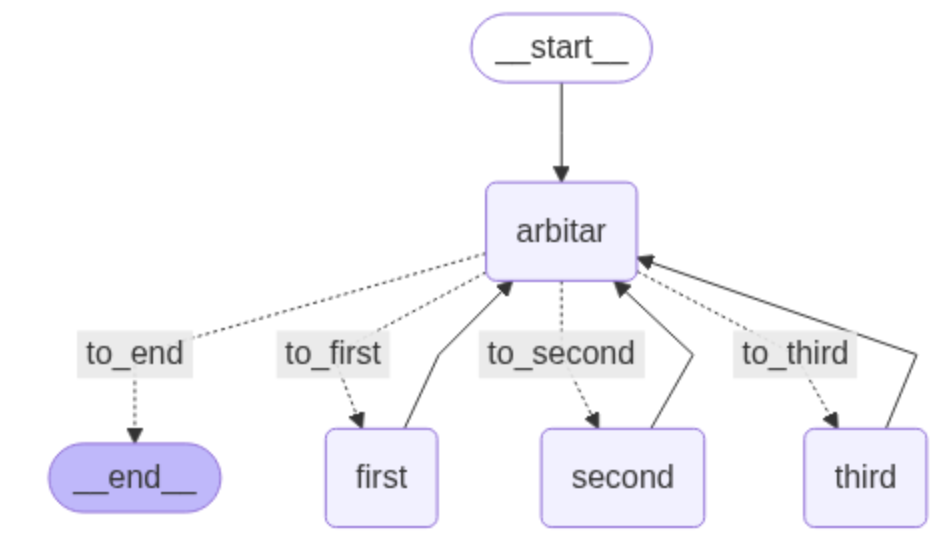 __start__
arbitar
to_end
to_first
to_second
to_third
__end__
first
second
third